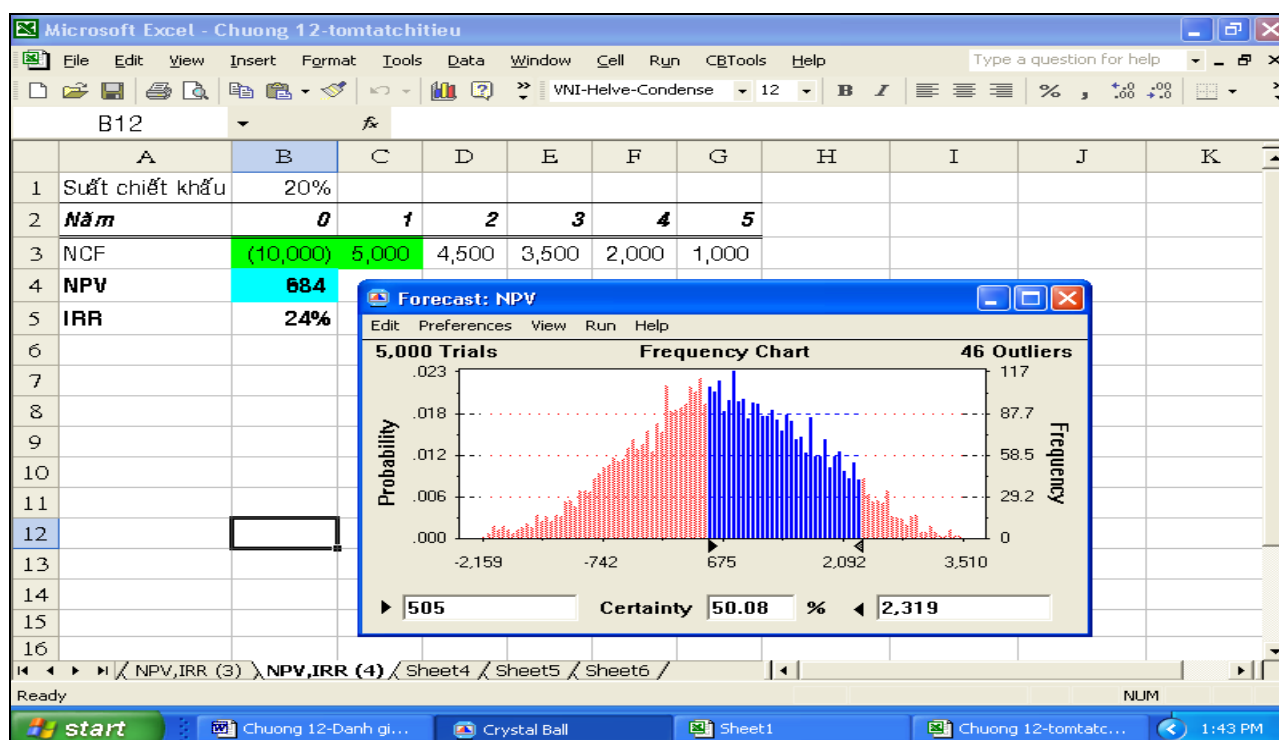 Microsoft Excel - Chuong 12-tomtatchitieu
File Edit View Insert Format Tools Data Window Cell Run CBTools Help Type a question for help
VNI-Helve-Condense 12 B I % ,
B12 fx
A B C D E F G H I J K
1 Suất chiết khấu 20%
2 Năm 0 1 2 3 4 5
3 NCF (10,000) 5,000 4,500 3,500 2,000 1,000
4 NPV 684
5 IRR 24%
6
7
8
9
10
11
12
13
14
15
16
Forecast: NPV
Edit Preferences View Run Help
5,000 Trials Frequency Chart 46 Outliers
.023 117
.018 87.7
.012 58.5
.006 29.2
.000 0
Probability
Frequency
-2,159 -742 675 2,092 3,510
505 Certainty 50.08 % 2,319
NPV,IRR (3) NPV,IRR (4) Sheet4 Sheet5 Sheet6
Ready NUM
start Chuong 12-Danh gi... Crystal Ball Sheet1 Chuong 12-tomtatc... 1:43 PM